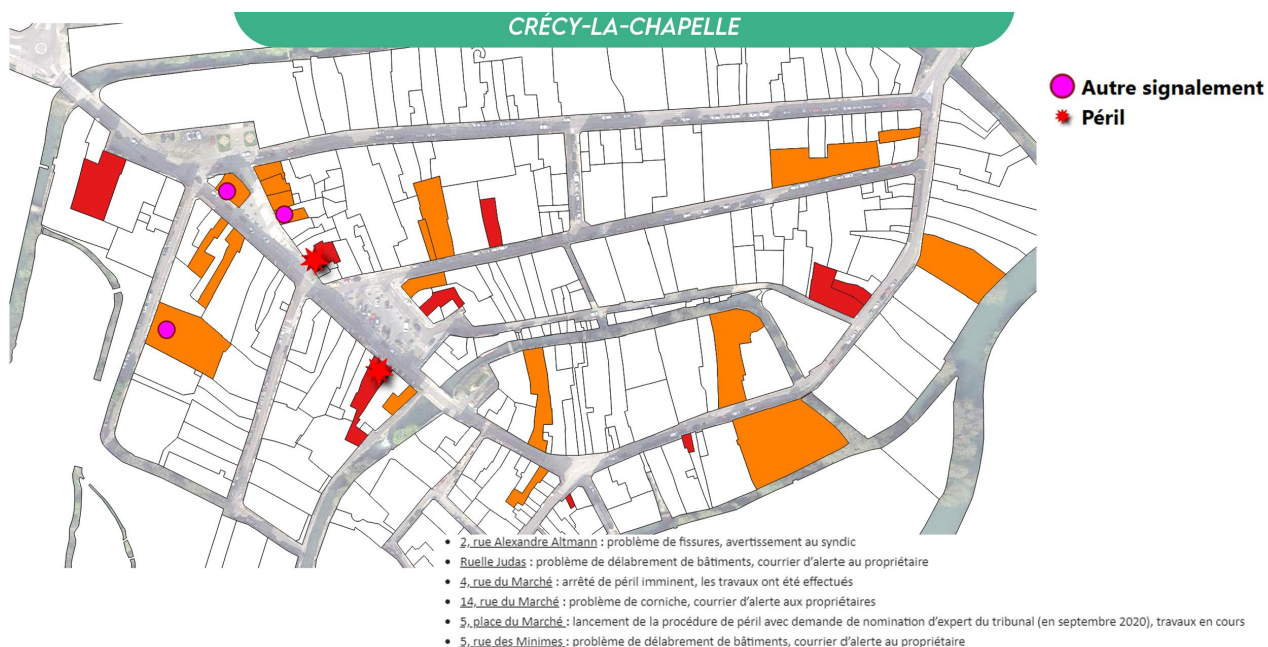 CRÉCY-LA-CHAPELLE
Autre signalement
Péril
• 2, rue Alexandre Altmann : problème de fissures, avertissement au syndic
• Ruelle Judas : problème de délabrement de bâtiments, courrier d'alerte au propriétaire
• 4, rue du Marché : arrêté de péril imminent, les travaux ont été effectués
• 14, rue du Marché : problème de corniche, courrier d'alerte aux propriétaires
• 5, place du Marché : lancement de la procédure de péril avec demande de nomination d'expert du tribunal (en septembre 2020), travaux en cours
• 5, rue des Minimes : problème de délabrement de bâtiments, courrier d'alerte au propriétaire